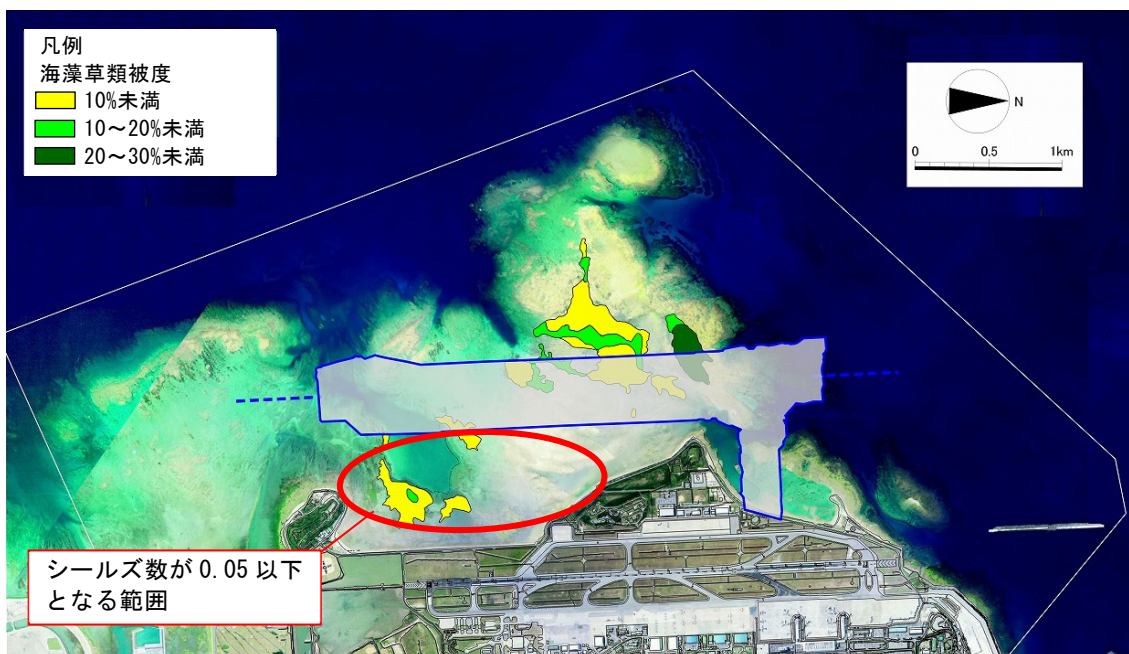 凡例
海藻草類被度
10%未満
10～20%未満
20～30%未満
N
0 0.5 1km
シールズ数が 0.05 以下
となる範囲